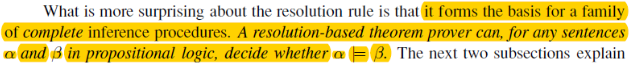 What is more surprising about the resolution rule is that it forms the basis for a family
of complete inference procedures. A resolution-based theorem prover can, for any sentences
α and β in propositional logic, decide whether α ⊨ β. The next two subsections explain